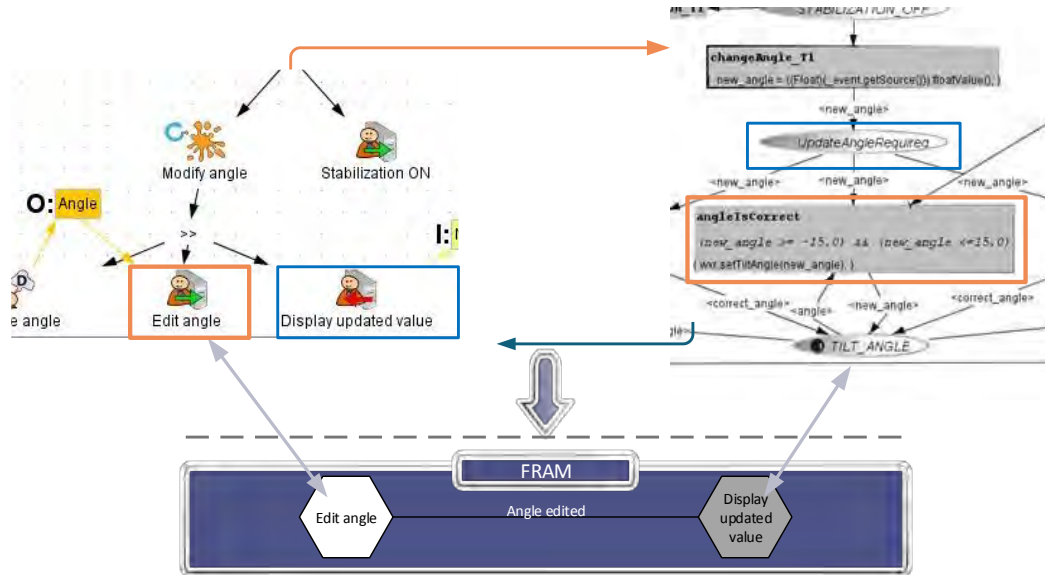 STABILIZATION_OFF
changeAngle_T1
{ _new_angle = ((Float)(_event.getSource())).floatValue(); }
<new_angle>
UpdateAngleRequired
<new_angle>
<new_angle>
<new_angle>
angleIsCorrect
(new_angle >= -15.0) && (new_angle <=15.0)
{ wxr.setTiltAngle(new_angle); }
<correct_angle>
<angle>
<new_angle>
<correct_angle>
TILT_ANGLE
Modify angle
Stabilization ON
O: Angle
>>
I:
D
e angle
Edit angle
Display updated value
FRAM
Edit angle
Angle edited
Display
updated
value